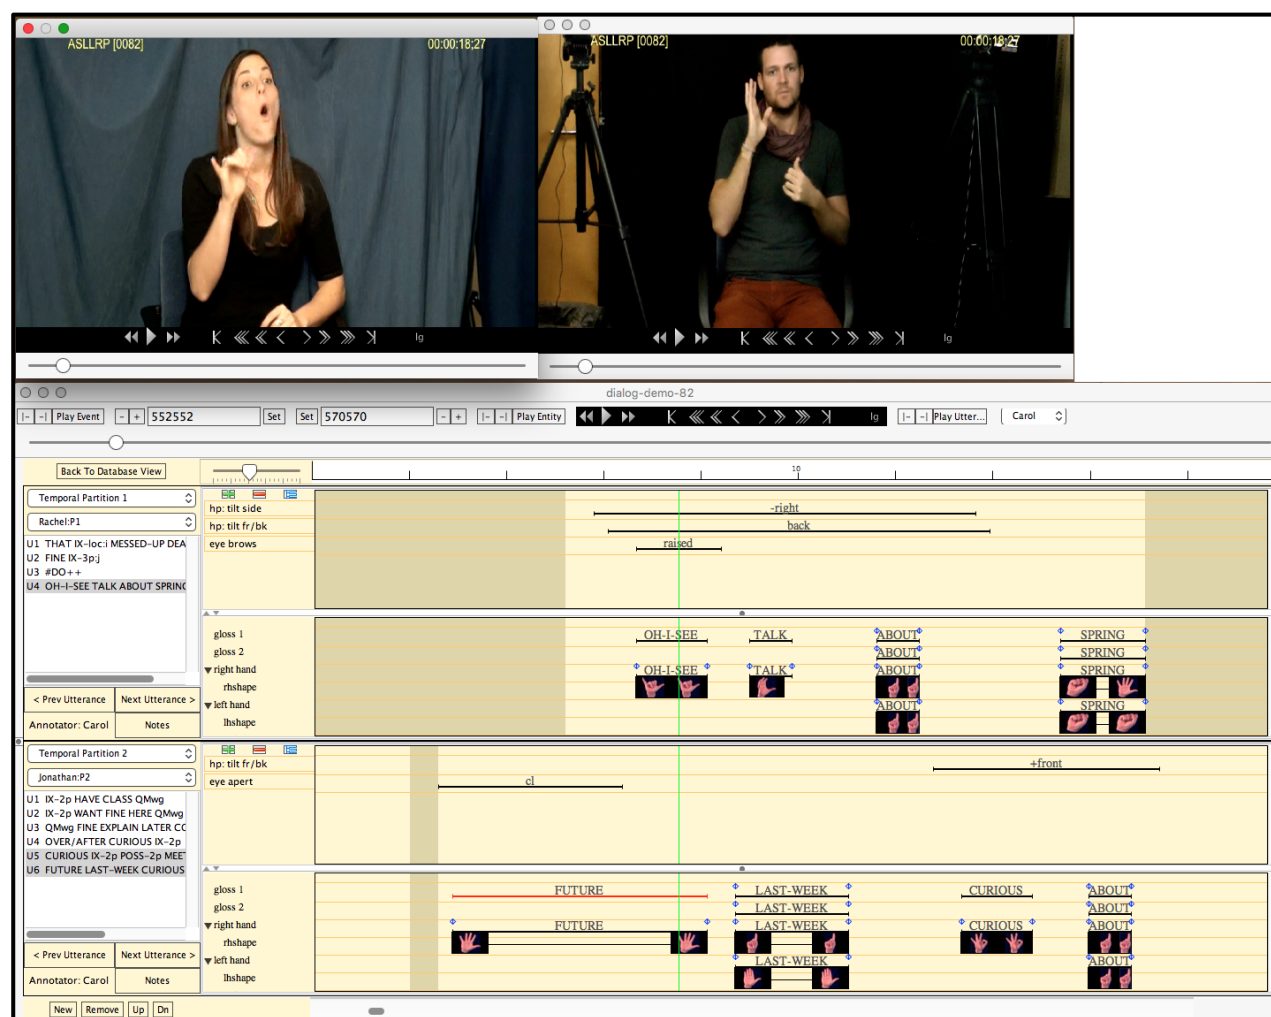 ASLLRP [0082] 00:00:18;27
ASLLRP [0082] 00:00:18;27
lg
lg
dialog-demo-82
|- -| Play Event - + 552552 Set Set 570570 - + |- -| Play Entity lg |- -| Play Utter... Carol
Back To Database View
10
Temporal Partition 1
Rachel:P1
U1 THAT IX-loc:i MESSED-UP DEA
U2 FINE IX-3p:j
U3 #DO++
U4 OH-I-SEE TALK ABOUT SPRING
< Prev Utterance Next Utterance >
Annotator: Carol Notes
hp: tilt side -right
hp: tilt fr/bk back
eye brows raised
gloss 1 OH-I-SEE TALK ABOUT SPRING
gloss 2 ABOUT SPRING
right hand OH-I-SEE TALK ABOUT SPRING
rhshape
left hand ABOUT SPRING
lhshape
Temporal Partition 2
Jonathan:P2
U1 IX-2p HAVE CLASS QMwg
U2 IX-2p WANT FINE HERE QMwg
U3 QMwg FINE EXPLAIN LATER CC
U4 OVER/AFTER CURIOUS IX-2p
U5 CURIOUS IX-2p POSS-2p MEET
U6 FUTURE LAST-WEEK CURIOUS
< Prev Utterance Next Utterance >
Annotator: Carol Notes
hp: tilt fr/bk +front
eye apert cl
gloss 1 FUTURE LAST-WEEK CURIOUS ABOUT
gloss 2 LAST-WEEK ABOUT
right hand FUTURE LAST-WEEK CURIOUS ABOUT
rhshape
left hand LAST-WEEK ABOUT
lhshape
New Remove Up Dn